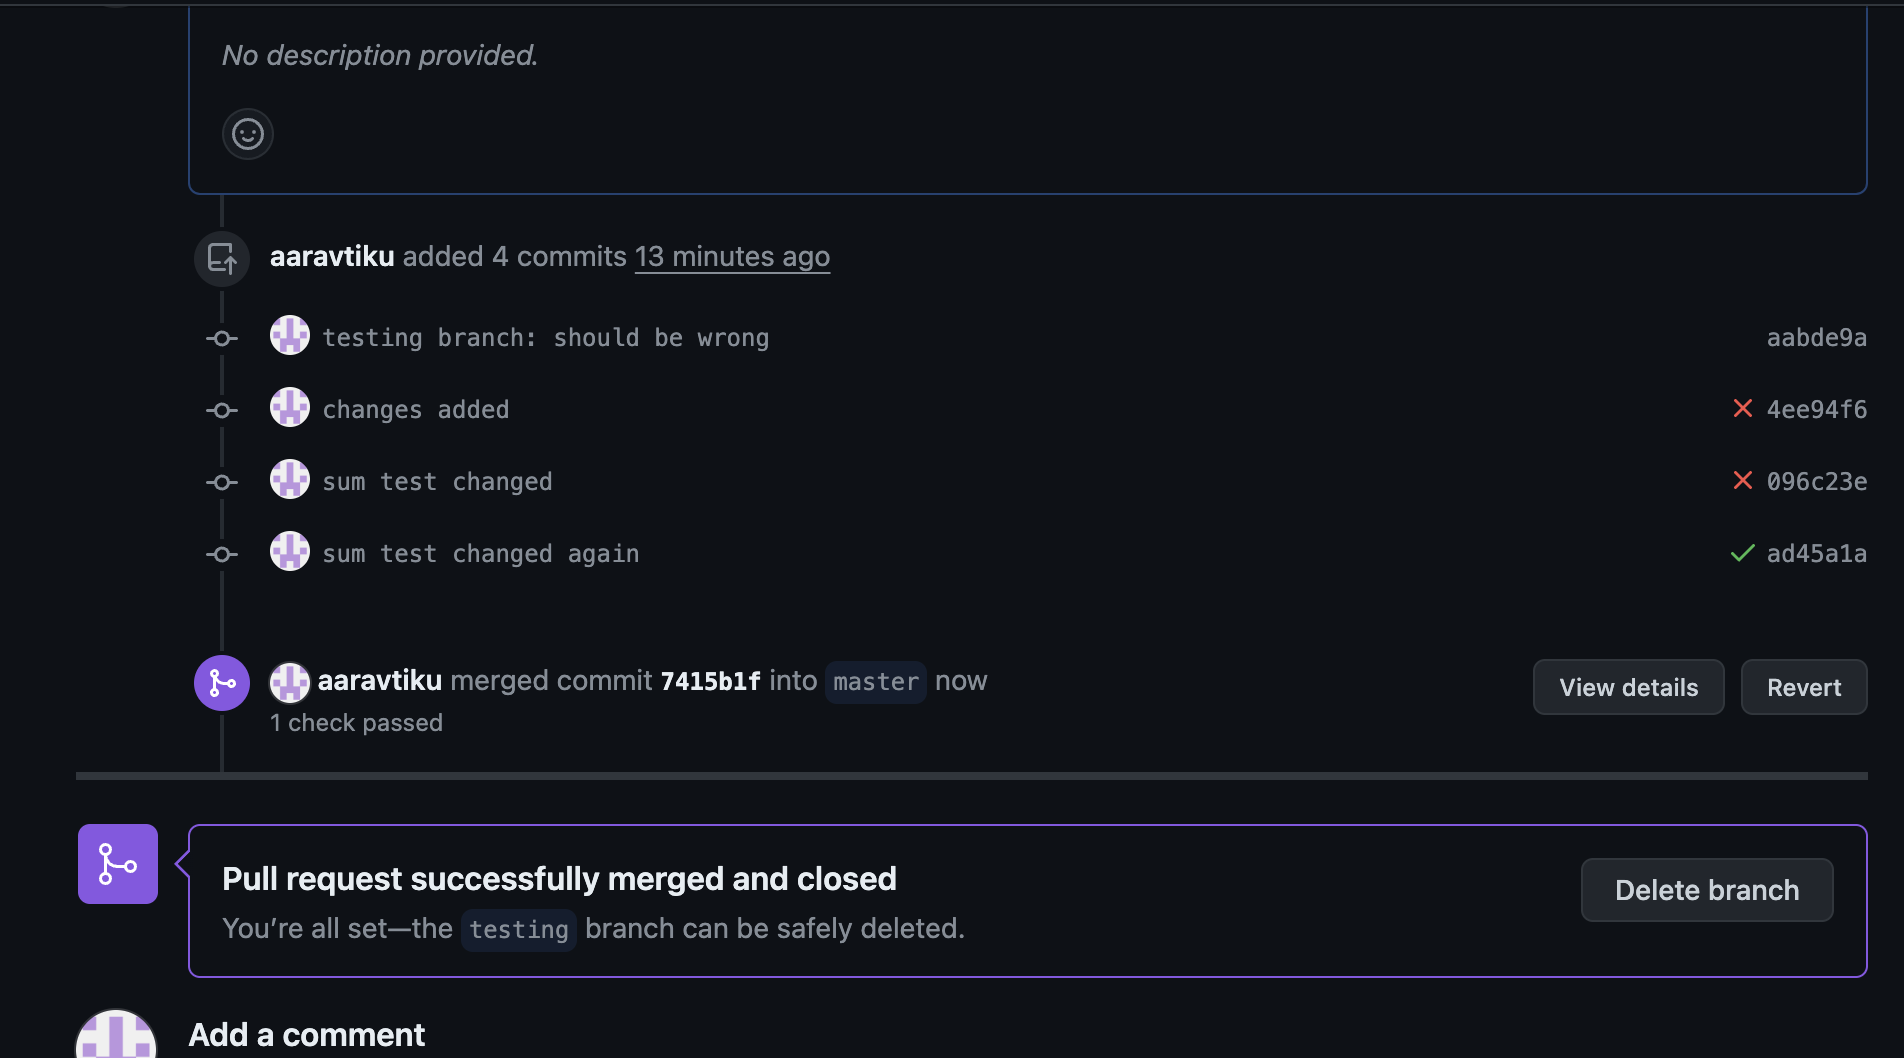 No description provided.
aaravtiku added 4 commits 13 minutes ago
testing branch: should be wrong aabde9a
changes added 4ee94f6
sum test changed 096c23e
sum test changed again ad45a1a
aaravtiku merged commit 7415b1f into master now View details Revert
1 check passed
Pull request successfully merged and closed Delete branch
You’re all set—the testing branch can be safely deleted.
Add a comment